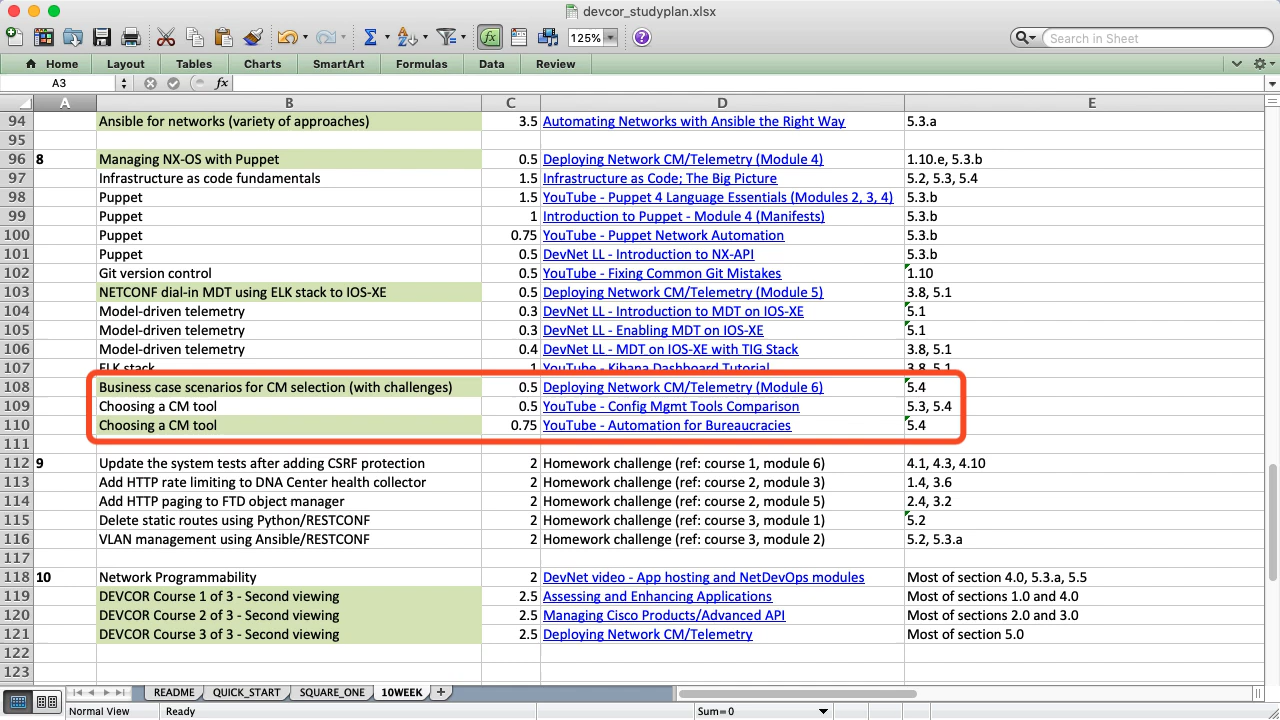 devcor_studyplan.xlsx
125%
Search in Sheet
Home Layout Tables Charts SmartArt Formulas Data Review
A3 fx
A B C D E
94 Ansible for networks (variety of approaches) 3.5 Automating Networks with Ansible the Right Way 5.3.a
95
96 8 Managing NX-OS with Puppet 0.5 Deploying Network CM/Telemetry (Module 4) 1.10.e, 5.3.b
97 Infrastructure as code fundamentals 1.5 Infrastructure as Code; The Big Picture 5.2, 5.3, 5.4
98 Puppet 1.5 YouTube - Puppet 4 Language Essentials (Modules 2, 3, 4) 5.3.b
99 Puppet 1 Introduction to Puppet - Module 4 (Manifests) 5.3.b
100 Puppet 0.75 YouTube - Puppet Network Automation 5.3.b
101 Puppet 0.5 DevNet LL - Introduction to NX-API 5.3.b
102 Git version control 0.5 YouTube - Fixing Common Git Mistakes 1.10
103 NETCONF dial-in MDT using ELK stack to IOS-XE 0.5 Deploying Network CM/Telemetry (Module 5) 3.8, 5.1
104 Model-driven telemetry 0.3 DevNet LL - Introduction to MDT on IOS-XE 5.1
105 Model-driven telemetry 0.3 DevNet LL - Enabling MDT on IOS-XE 5.1
106 Model-driven telemetry 0.4 DevNet LL - MDT on IOS-XE with TIG Stack 3.8, 5.1
107 ELK stack 1 YouTube - Kibana Dashboard Tutorial 3.8, 5.1
108 Business case scenarios for CM selection (with challenges) 0.5 Deploying Network CM/Telemetry (Module 6) 5.4
109 Choosing a CM tool 0.5 YouTube - Config Mgmt Tools Comparison 5.3, 5.4
110 Choosing a CM tool 0.75 YouTube - Automation for Bureaucracies 5.4
111
112 9 Update the system tests after adding CSRF protection 2 Homework challenge (ref: course 1, module 6) 4.1, 4.3, 4.10
113 Add HTTP rate limiting to DNA Center health collector 2 Homework challenge (ref: course 2, module 3) 1.4, 3.6
114 Add HTTP paging to FTD object manager 2 Homework challenge (ref: course 2, module 5) 2.4, 3.2
115 Delete static routes using Python/RESTCONF 2 Homework challenge (ref: course 3, module 1) 5.2
116 VLAN management using Ansible/RESTCONF 2 Homework challenge (ref: course 3, module 2) 5.2, 5.3.a
117
118 10 Network Programmability 2 DevNet video - App hosting and NetDevOps modules Most of section 4.0, 5.3.a, 5.5
119 DEVCOR Course 1 of 3 - Second viewing 2.5 Assessing and Enhancing Applications Most of sections 1.0 and 4.0
120 DEVCOR Course 2 of 3 - Second viewing 2.5 Managing Cisco Products/Advanced API Most of sections 2.0 and 3.0
121 DEVCOR Course 3 of 3 - Second viewing 2.5 Deploying Network CM/Telemetry Most of section 5.0
122
123
README QUICK_START SQUARE_ONE 10WEEK
Normal View Ready Sum=0